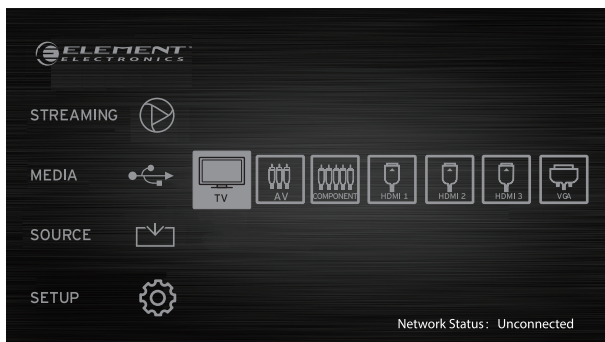 ELEMENT
ELECTRONICS
STREAMING
MEDIA
TV
AV
COMPONENT
HDMI 1
HDMI 2
HDMI 3
VGA
SOURCE
SETUP
Network Status: Unconnected